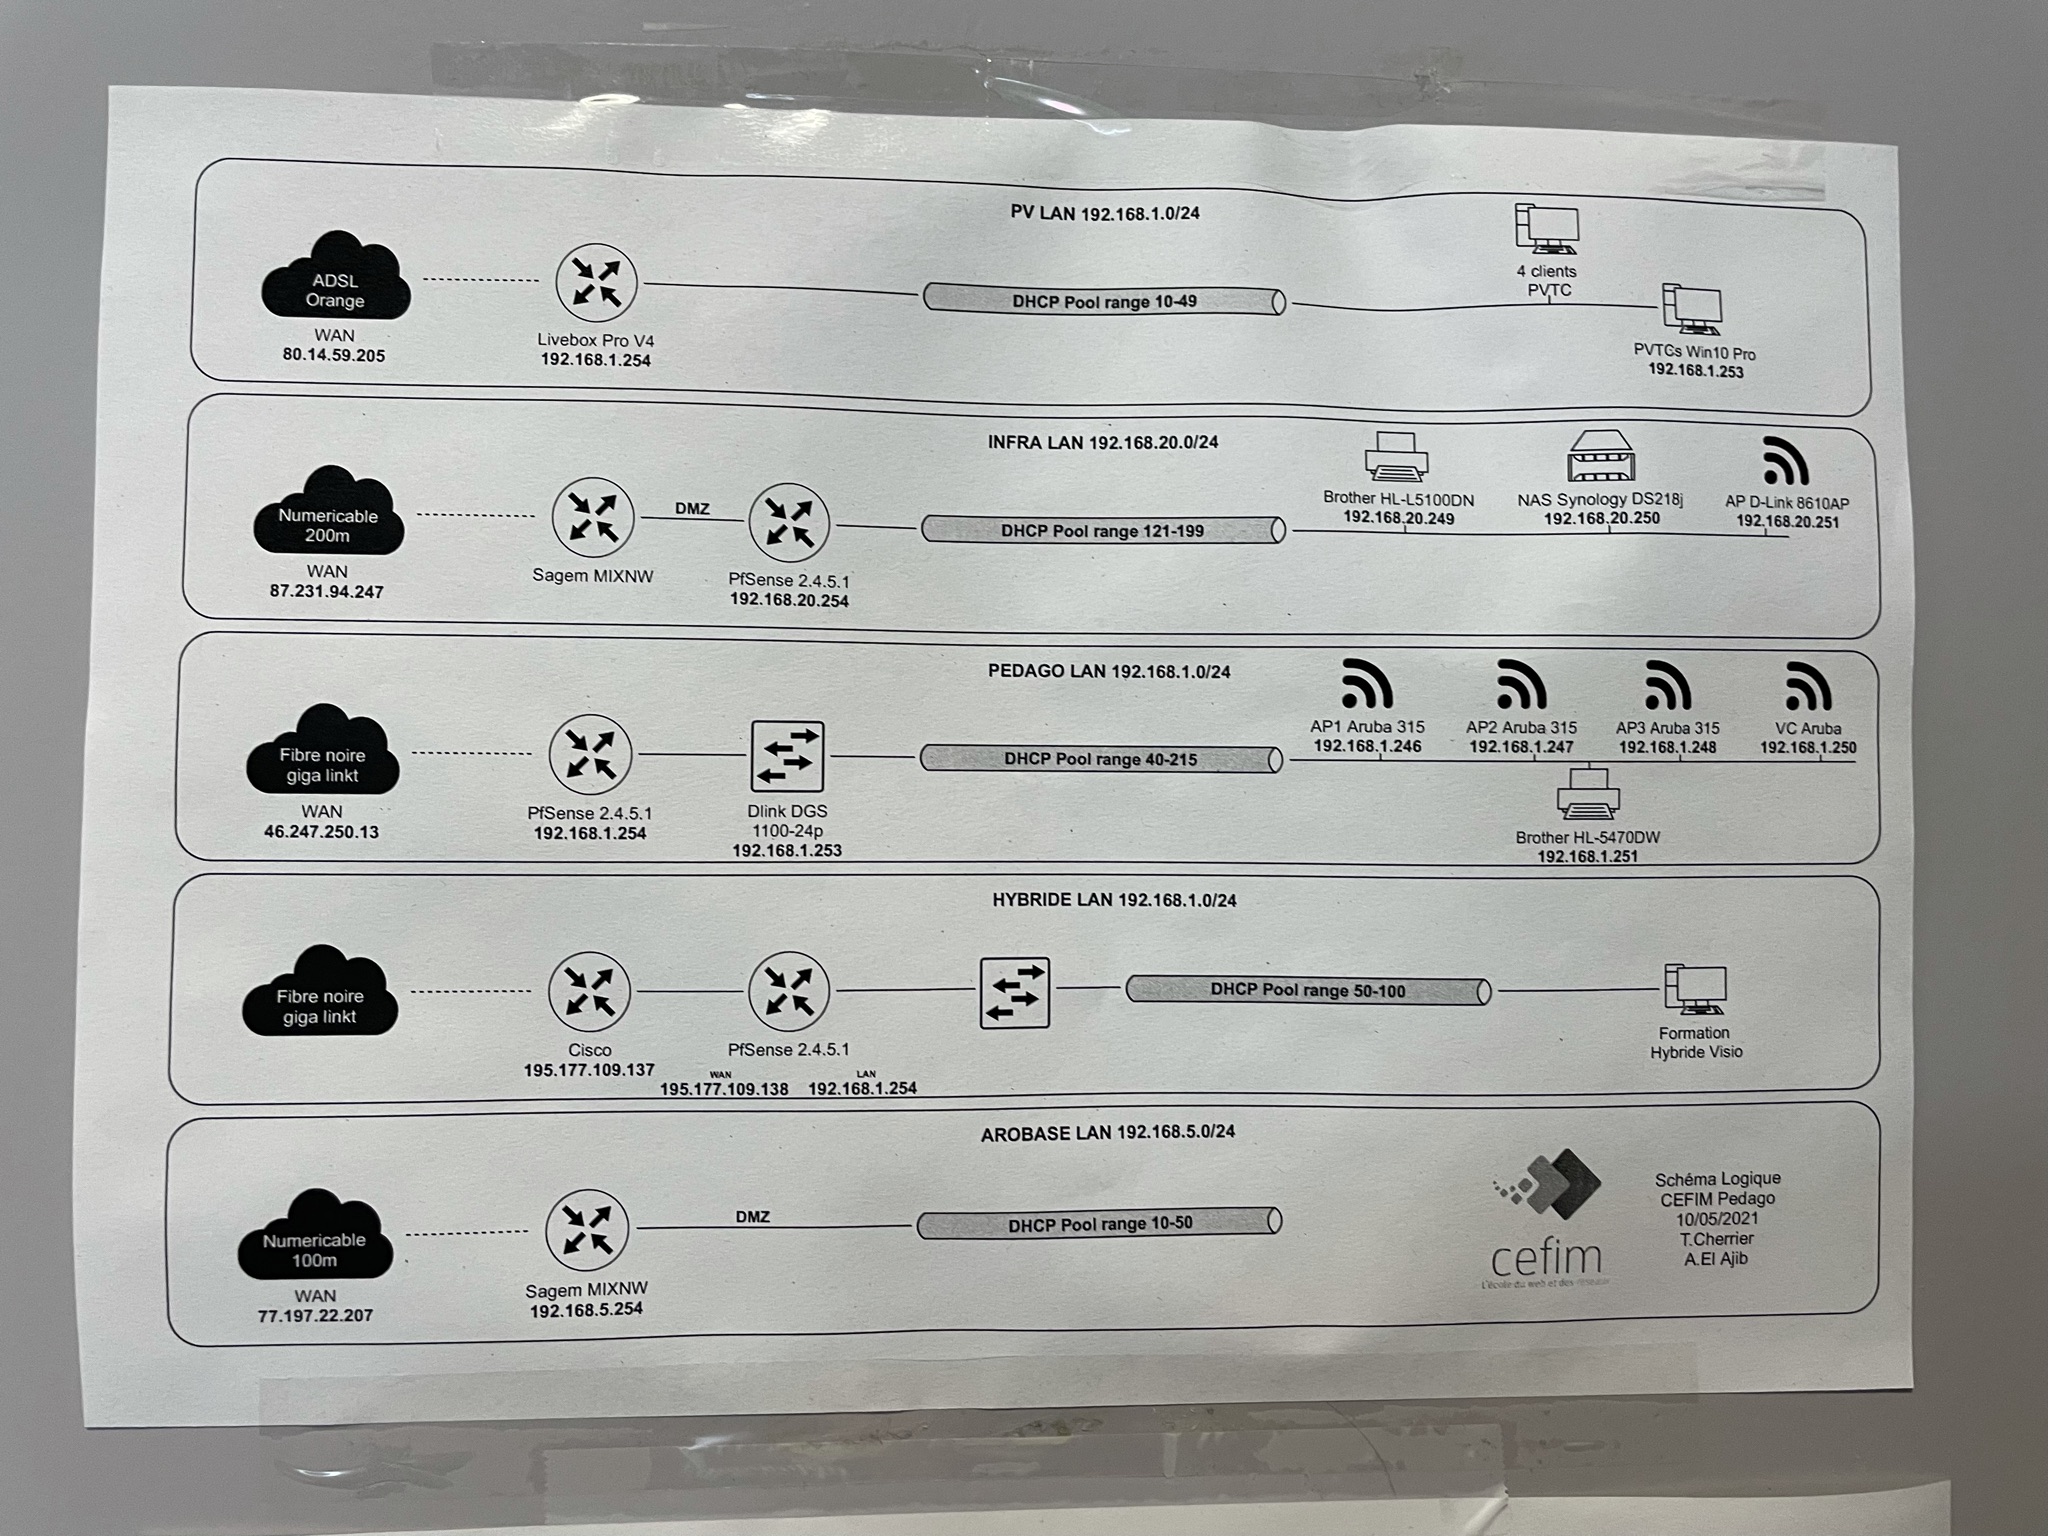 PV LAN 192.168.1.0/24
ADSL
Orange
WAN
80.14.59.205
Livebox Pro V4
192.168.1.254
DHCP Pool range 10-49
4 clients
PVTC
PVTCs Win10 Pro
192.168.1.253
INFRA LAN 192.168.20.0/24
Numericable
200m
WAN
87.231.94.247
Sagem MIXNW
DMZ
PfSense 2.4.5.1
192.168.20.254
DHCP Pool range 121-199
Brother HL-L5100DN
192.168.20.249
NAS Synology DS218j
192.168.20.250
AP D-Link 8610AP
192.168.20.251
PEDAGO LAN 192.168.1.0/24
Fibre noire
giga linkt
WAN
46.247.250.13
PfSense 2.4.5.1
192.168.1.254
Dlink DGS
1100-24p
192.168.1.253
DHCP Pool range 40-215
AP1 Aruba 315
192.168.1.246
AP2 Aruba 315
192.168.1.247
AP3 Aruba 315
192.168.1.248
VC Aruba
192.168.1.250
Brother HL-5470DW
192.168.1.251
HYBRIDE LAN 192.168.1.0/24
Fibre noire
giga linkt
Cisco
195.177.109.137
PfSense 2.4.5.1
WAN
195.177.109.138
LAN
192.168.1.254
DHCP Pool range 50-100
Formation
Hybride Visio
AROBASE LAN 192.168.5.0/24
Numericable
100m
WAN
77.197.22.207
Sagem MIXNW
192.168.5.254
DMZ
DHCP Pool range 10-50
cefim
L'école du web et des réseaux
Schéma Logique
CEFIM Pedago
10/05/2021
T.Cherrier
A.El Ajib